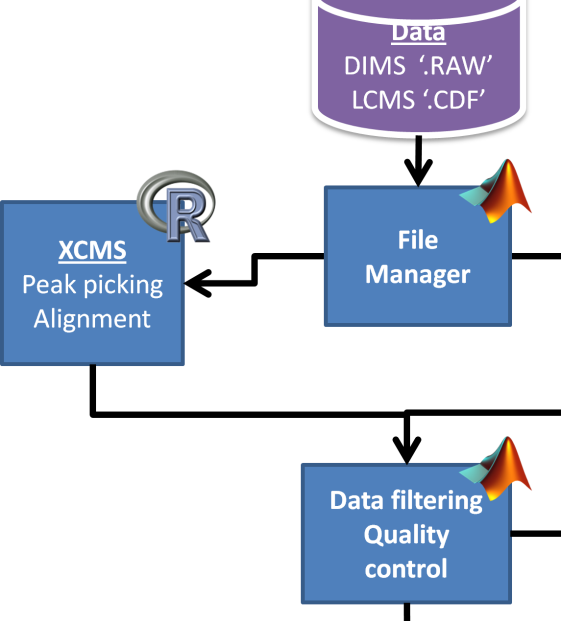 Data
DIMS ‘.RAW’
LCMS ‘.CDF’
R
File
Manager
XCMS
Peak picking
Alignment
Data filtering
Quality
control